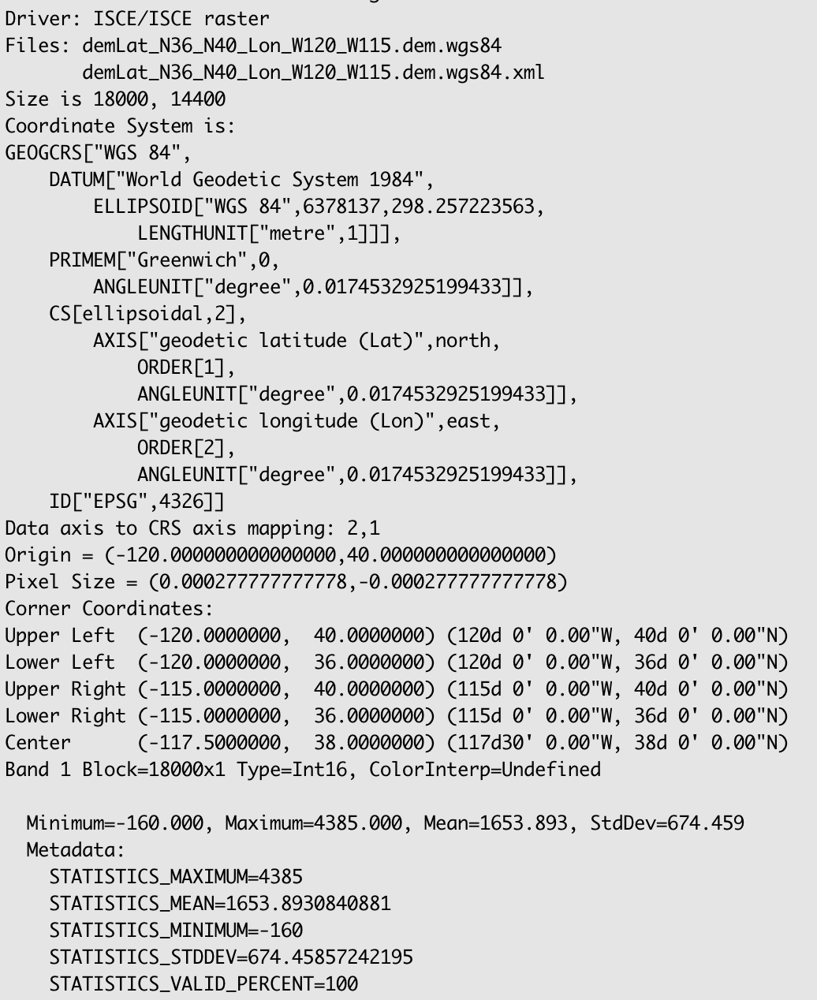 Driver: ISCE/ISCE raster
Files: demLat_N36_N40_Lon_W120_W115.dem.wgs84
       demLat_N36_N40_Lon_W120_W115.dem.wgs84.xml
Size is 18000, 14400
Coordinate System is:
GEOGCRS["WGS 84",
    DATUM["World Geodetic System 1984",
        ELLIPSOID["WGS 84",6378137,298.257223563,
            LENGTHUNIT["metre",1]]],
    PRIMEM["Greenwich",0,
        ANGLEUNIT["degree",0.0174532925199433]],
    CS[ellipsoidal,2],
        AXIS["geodetic latitude (Lat)",north,
            ORDER[1],
            ANGLEUNIT["degree",0.0174532925199433]],
        AXIS["geodetic longitude (Lon)",east,
            ORDER[2],
            ANGLEUNIT["degree",0.0174532925199433]],
    ID["EPSG",4326]]
Data axis to CRS axis mapping: 2,1
Origin = (-120.000000000000000,40.000000000000000)
Pixel Size = (0.000277777777778,-0.000277777777778)
Corner Coordinates:
Upper Left  (-120.0000000,  40.0000000) (120d 0' 0.00"W, 40d 0' 0.00"N)
Lower Left  (-120.0000000,  36.0000000) (120d 0' 0.00"W, 36d 0' 0.00"N)
Upper Right (-115.0000000,  40.0000000) (115d 0' 0.00"W, 40d 0' 0.00"N)
Lower Right (-115.0000000,  36.0000000) (115d 0' 0.00"W, 36d 0' 0.00"N)
Center      (-117.5000000,  38.0000000) (117d30' 0.00"W, 38d 0' 0.00"N)
Band 1 Block=18000x1 Type=Int16, ColorInterp=Undefined
  Minimum=-160.000, Maximum=4385.000, Mean=1653.893, StdDev=674.459
  Metadata:
    STATISTICS_MAXIMUM=4385
    STATISTICS_MEAN=1653.8930840881
    STATISTICS_MINIMUM=-160
    STATISTICS_STDDEV=674.45857242195
    STATISTICS_VALID_PERCENT=100